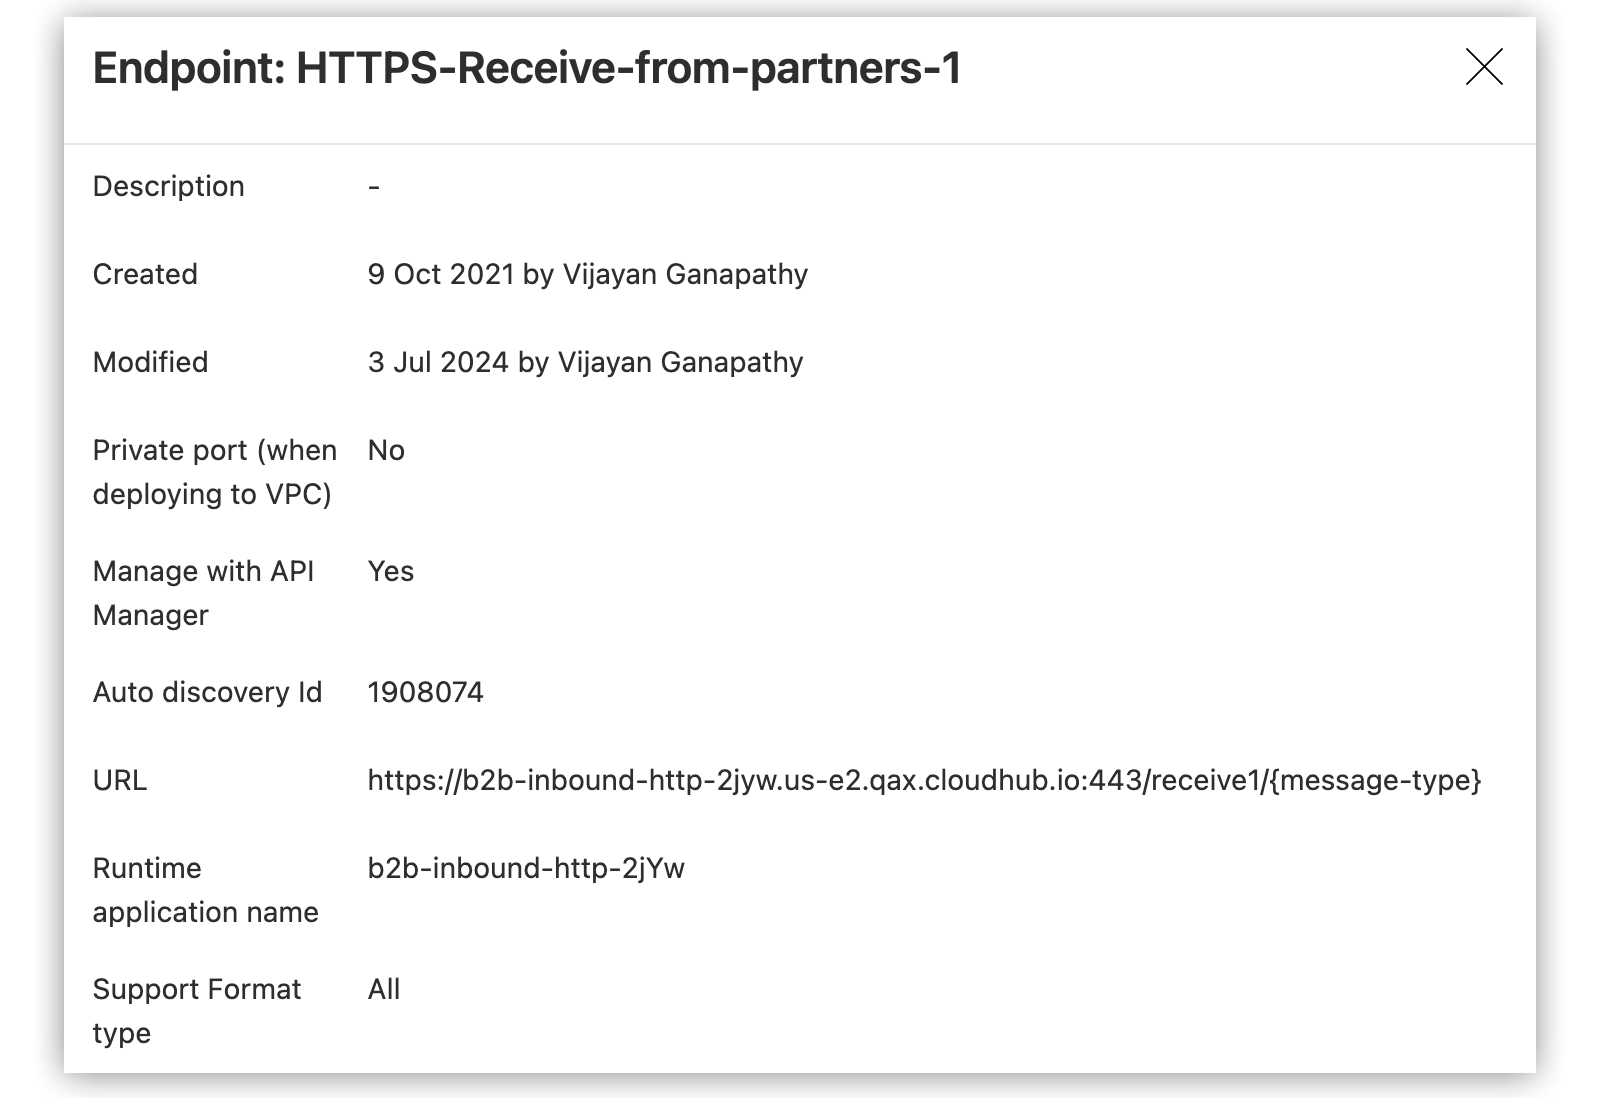 Endpoint: HTTPS-Receive-from-partners-1
Description -
Created 9 Oct 2021 by Vijayan Ganapathy
Modified 3 Jul 2024 by Vijayan Ganapathy
Private port (when No
deploying to VPC)
Manage with API Yes
Manager
Auto discovery Id 1908074
URL https://b2b-inbound-http-2jyw.us-e2.qax.cloudhub.io:443/receive1/{message-type}
Runtime b2b-inbound-http-2jYw
application name
Support Format All
type